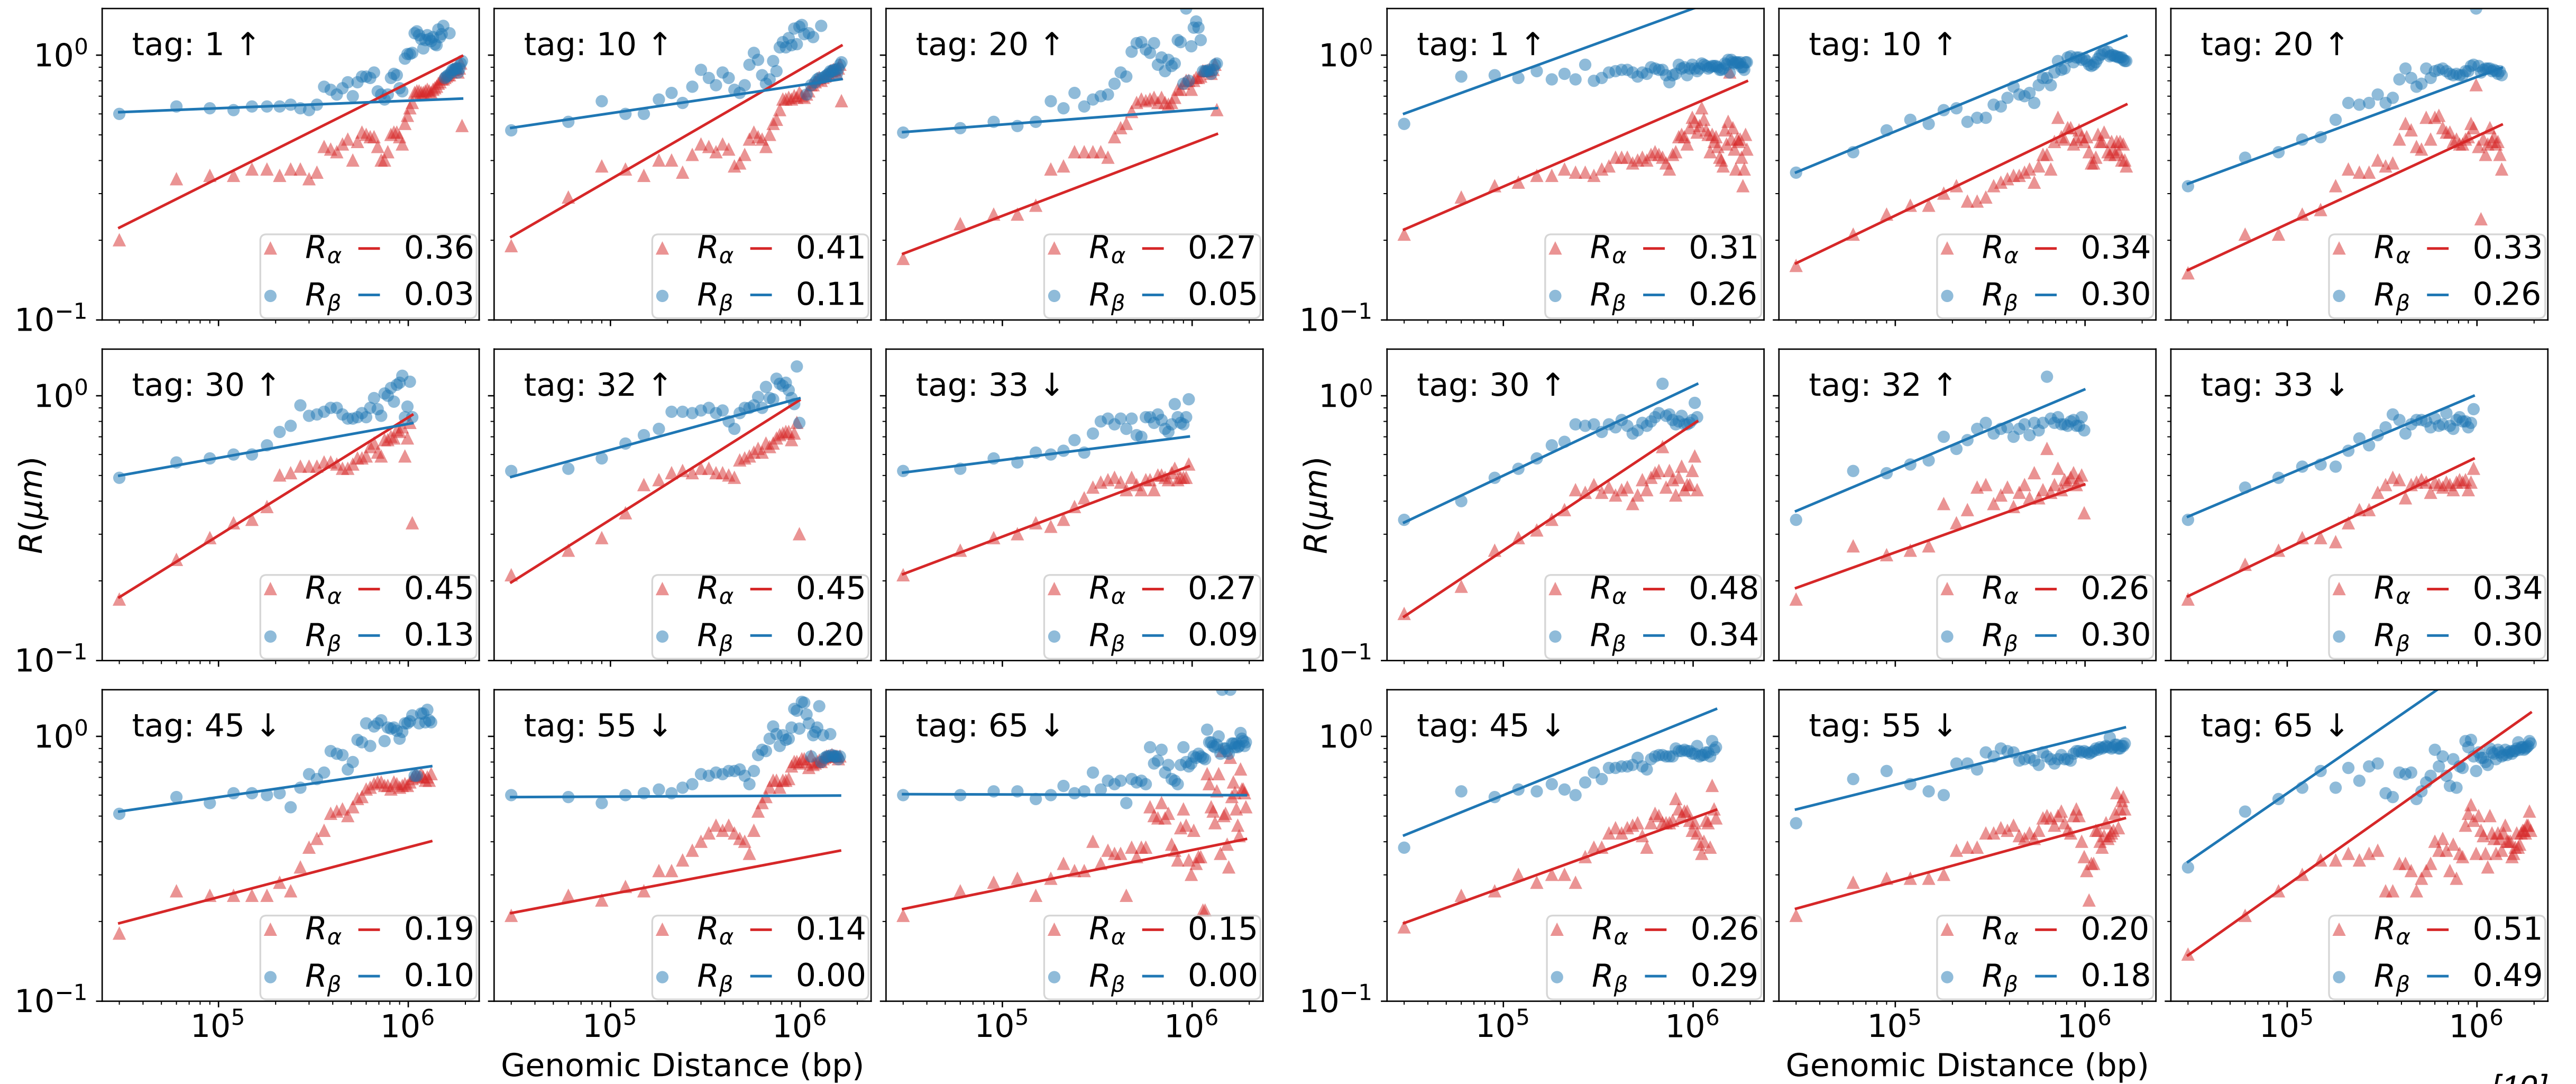 10⁰
tag: 1 ↑
Rα 0.36
Rβ 0.03
10⁻¹
tag: 10 ↑
Rα 0.41
Rβ 0.11
tag: 20 ↑
Rα 0.27
Rβ 0.05
10⁰
tag: 30 ↑
Rα 0.45
Rβ 0.13
10⁻¹
tag: 32 ↑
Rα 0.45
Rβ 0.20
tag: 33 ↓
Rα 0.27
Rβ 0.09
R(μm)
10⁰
tag: 45 ↓
Rα 0.19
Rβ 0.10
10⁻¹
tag: 55 ↓
Rα 0.14
Rβ 0.00
tag: 65 ↓
Rα 0.15
Rβ 0.00
10⁵ 10⁶ 10⁵ 10⁶ 10⁵ 10⁶
Genomic Distance (bp)
10⁰
tag: 1 ↑
Rα 0.31
Rβ 0.26
10⁻¹
tag: 10 ↑
Rα 0.34
Rβ 0.30
tag: 20 ↑
Rα 0.33
Rβ 0.26
10⁰
tag: 30 ↑
Rα 0.48
Rβ 0.34
10⁻¹
tag: 32 ↑
Rα 0.26
Rβ 0.30
tag: 33 ↓
Rα 0.34
Rβ 0.30
R(μm)
10⁰
tag: 45 ↓
Rα 0.26
Rβ 0.29
10⁻¹
tag: 55 ↓
Rα 0.20
Rβ 0.18
tag: 65 ↓
Rα 0.51
Rβ 0.49
10⁵ 10⁶ 10⁵ 10⁶ 10⁵ 10⁶
Genomic Distance (bp)